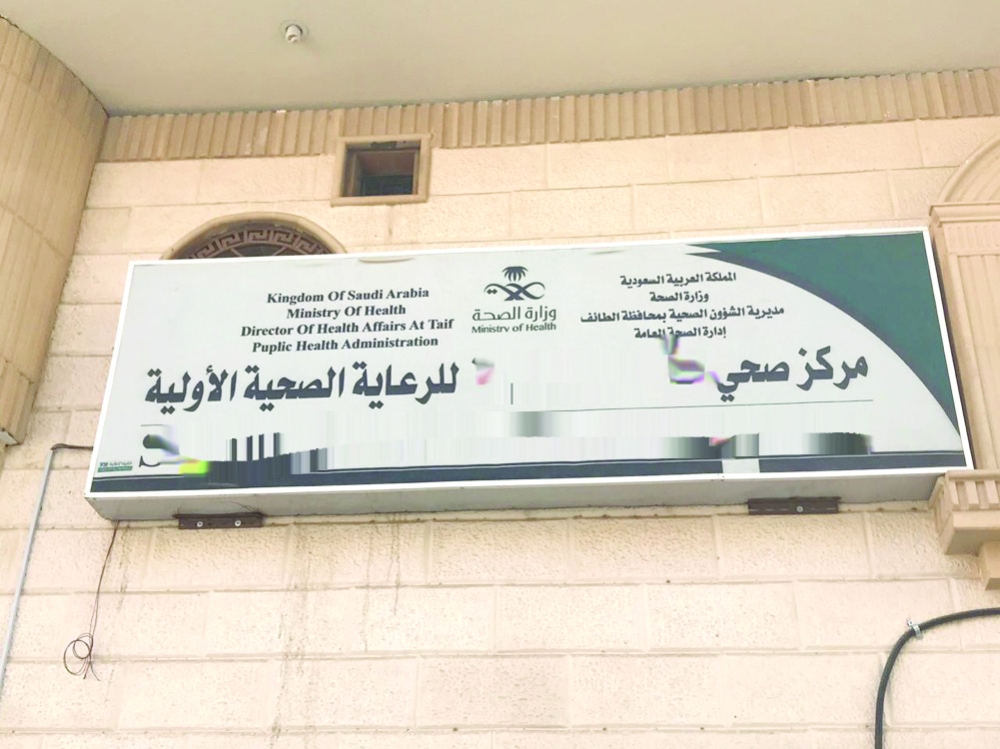 المملكة العربية السعودية
وزارة الصحة
مديرية الشؤون الصحية بمحافظة الطائف
إدارة الصحة العامة
وزارة الصحة
Ministry of Health
Kingdom Of Saudi Arabia
Ministry Of Health
Director Of Health Affairs At Taif
Puplic Health Administration
مركز صحي للرعاية الصحية الأولية